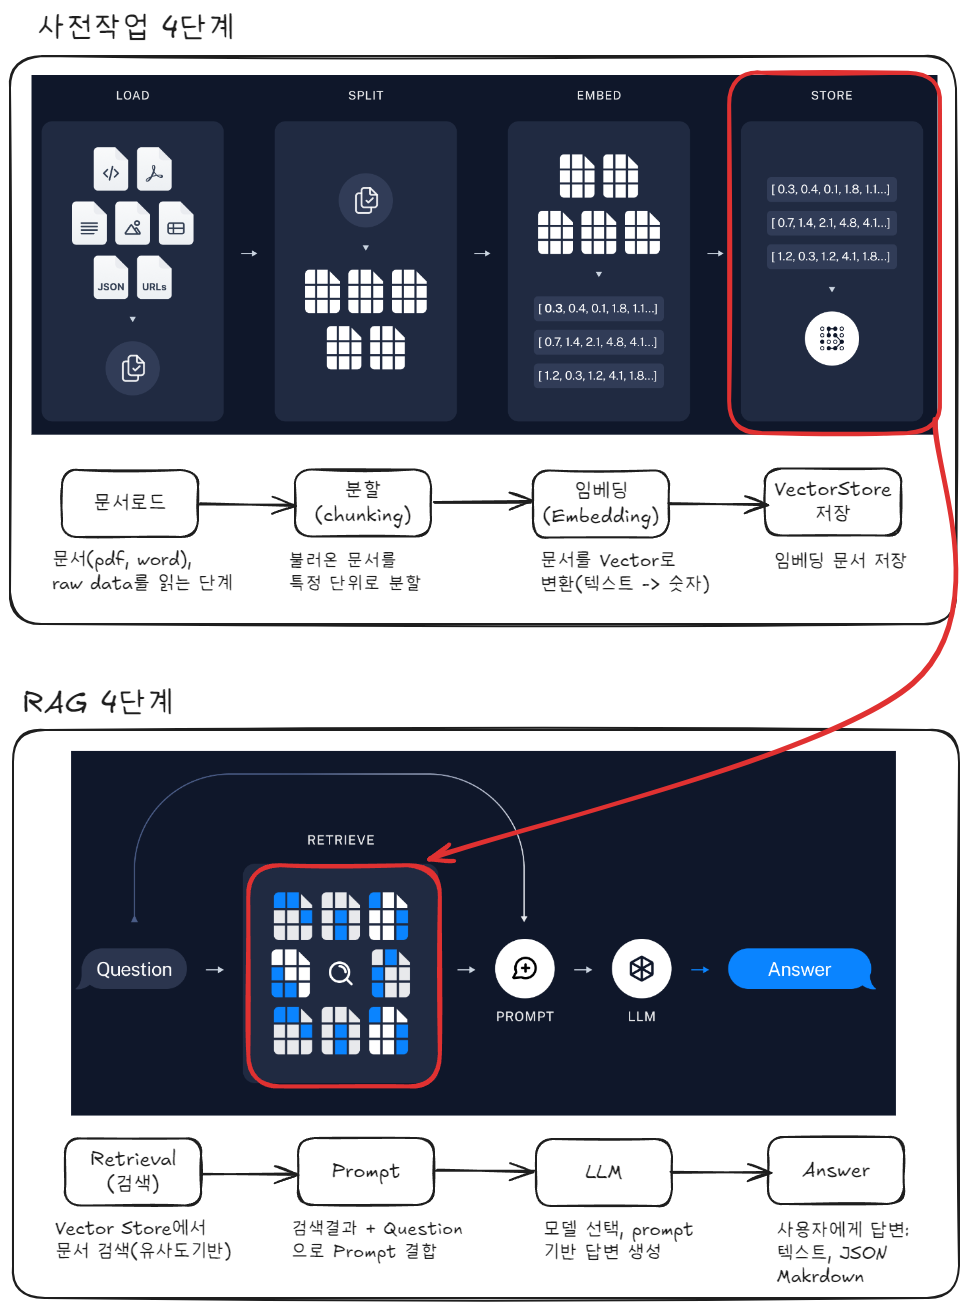 사전작업 4단계
LOAD
SPLIT
EMBED
STORE
</>
JSON
URLs
[ 0.3, 0.4, 0.1, 1.8, 1.1...]
[ 0.7, 1.4, 2.1, 4.8, 4.1...]
[ 1.2, 0.3, 1.2, 4.1, 1.8...]
[ 0.3, 0.4, 0.1, 1.8, 1.1...]
[ 0.7, 1.4, 2.1, 4.8, 4.1...]
[ 1.2, 0.3, 1.2, 4.1, 1.8...]
문서로드
문서(pdf, word),
raw data를 읽는 단계
분할
(chunking)
불러온 문서를
특정 단위로 분할
임베딩
(Embedding)
문서를 Vector로
변환(텍스트 -> 숫자)
VectorStore
저장
임베딩 문서 저장
RAG 4단계
RETRIEVE
Question
PROMPT
LLM
Answer
Retrieval
(검색)
Vector Store에서
문서 검색(유사도기반)
Prompt
검색결과 + Question
으로 Prompt 결합
LLM
모델 선택, prompt
기반 답변 생성
Answer
사용자에게 답변:
텍스트, JSON
Makrdown